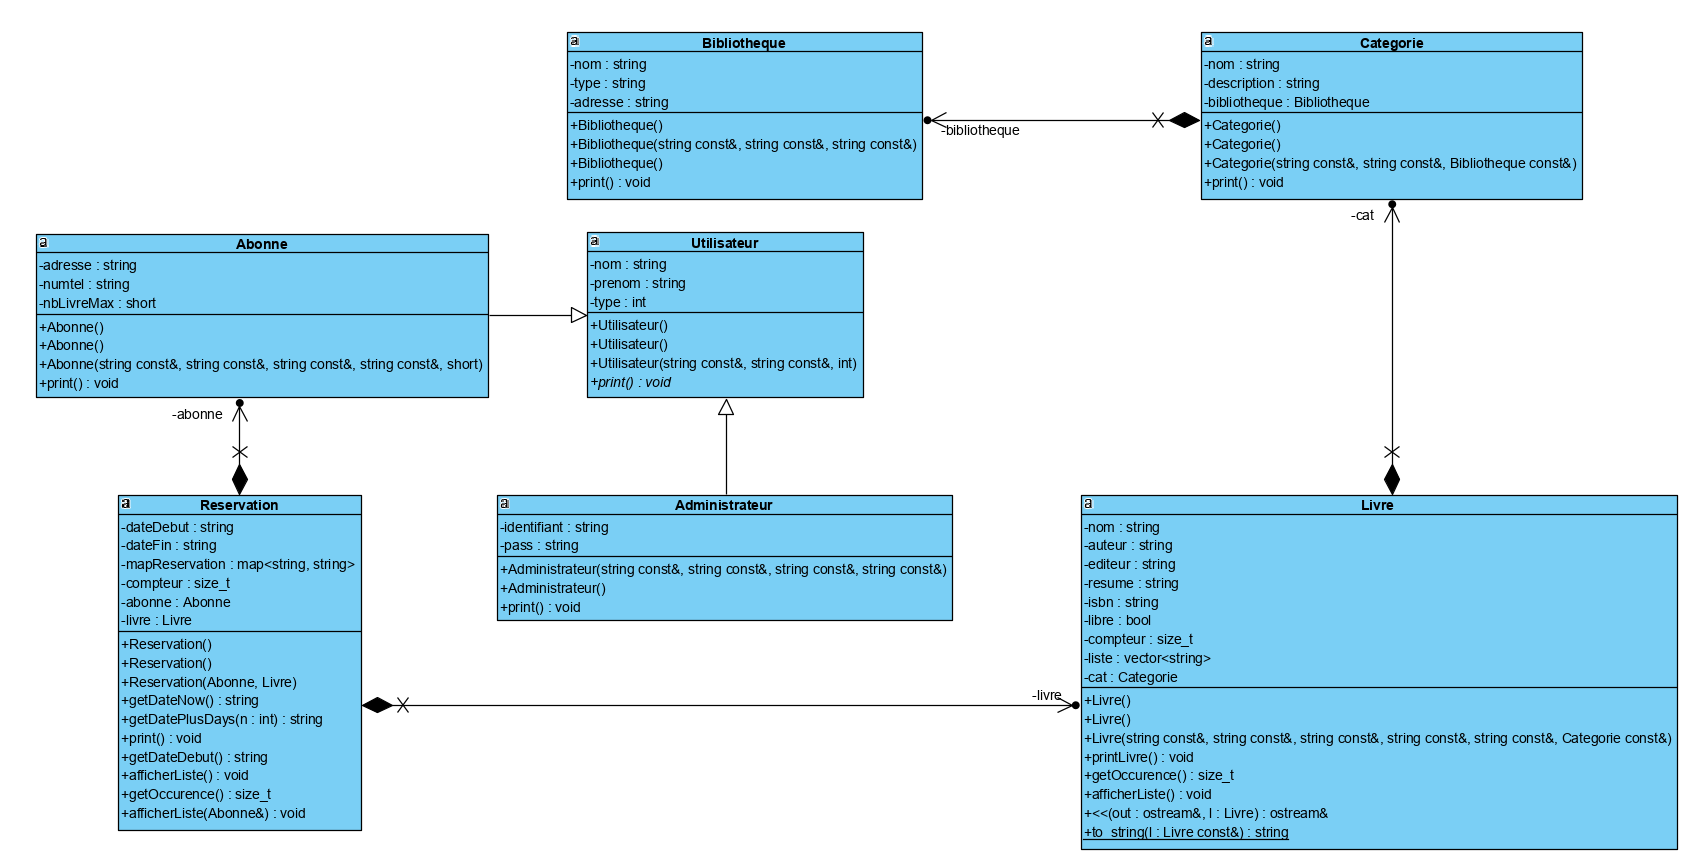 Bibliotheque
-nom : string
-type : string
-adresse : string
+Bibliotheque()
+Bibliotheque(string const&, string const&, string const&)
+Bibliotheque()
+print() : void
-bibliotheque
Categorie
-nom : string
-description : string
-bibliotheque : Bibliotheque
+Categorie()
+Categorie()
+Categorie(string const&, string const&, Bibliotheque const&)
+print() : void
-cat
Abonne
-adresse : string
-numtel : string
-nbLivreMax : short
+Abonne()
+Abonne()
+Abonne(string const&, string const&, string const&, string const&, short)
+print() : void
-abonne
Utilisateur
-nom : string
-prenom : string
-type : int
+Utilisateur()
+Utilisateur()
+Utilisateur(string const&, string const&, int)
+print() : void
Reservation
-dateDebut : string
-dateFin : string
-mapReservation : map<string, string>
-compteur : size_t
-abonne : Abonne
-livre : Livre
+Reservation()
+Reservation()
+Reservation(Abonne, Livre)
+getDateNow() : string
+getDatePlusDays(n : int) : string
+print() : void
+getDateDebut() : string
+afficherListe() : void
+getOccurence() : size_t
+afficherListe(Abonne&) : void
Administrateur
-identifiant : string
-pass : string
+Administrateur(string const&, string const&, string const&, string const&)
+Administrateur()
+print() : void
-livre
Livre
-nom : string
-auteur : string
-editeur : string
-resume : string
-isbn : string
-libre : bool
-compteur : size_t
-liste : vector<string>
-cat : Categorie
+Livre()
+Livre()
+Livre(string const&, string const&, string const&, string const&, string const&, Categorie const&)
+printLivre() : void
+getOccurence() : size_t
+afficherListe() : void
+<<(out : ostream&, l : Livre) : ostream&
+to_string(l : Livre const&) : string